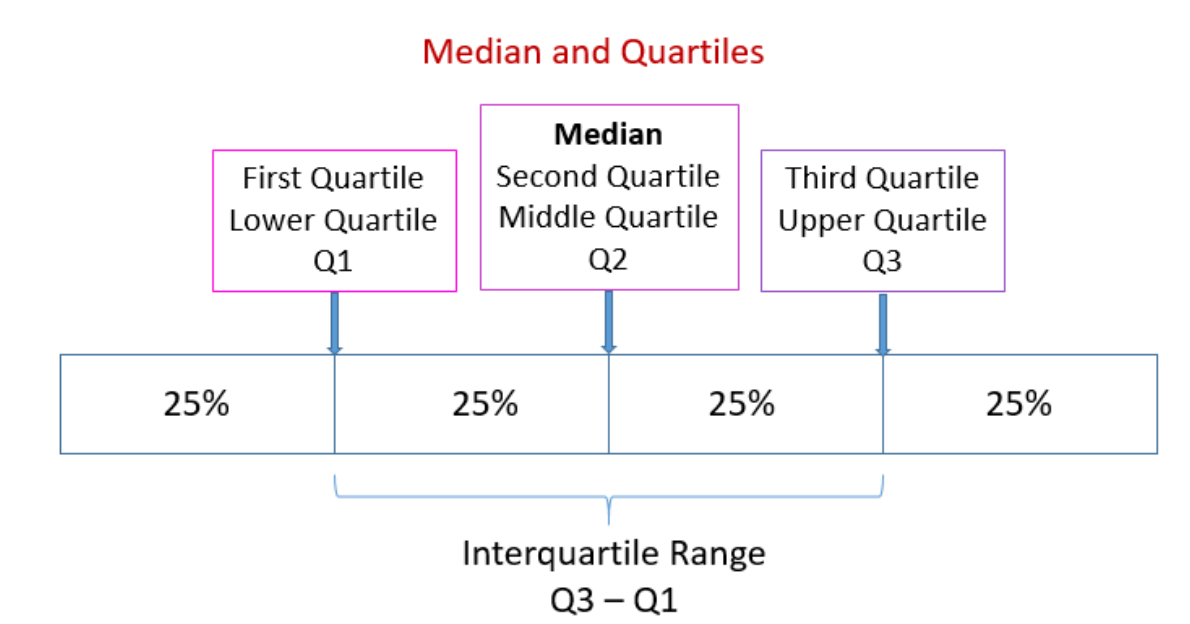 Median and Quartiles
First Quartile
Lower Quartile
Q1
Median
Second Quartile
Middle Quartile
Q2
Third Quartile
Upper Quartile
Q3
25%
25%
25%
25%
Interquartile Range
Q3 – Q1